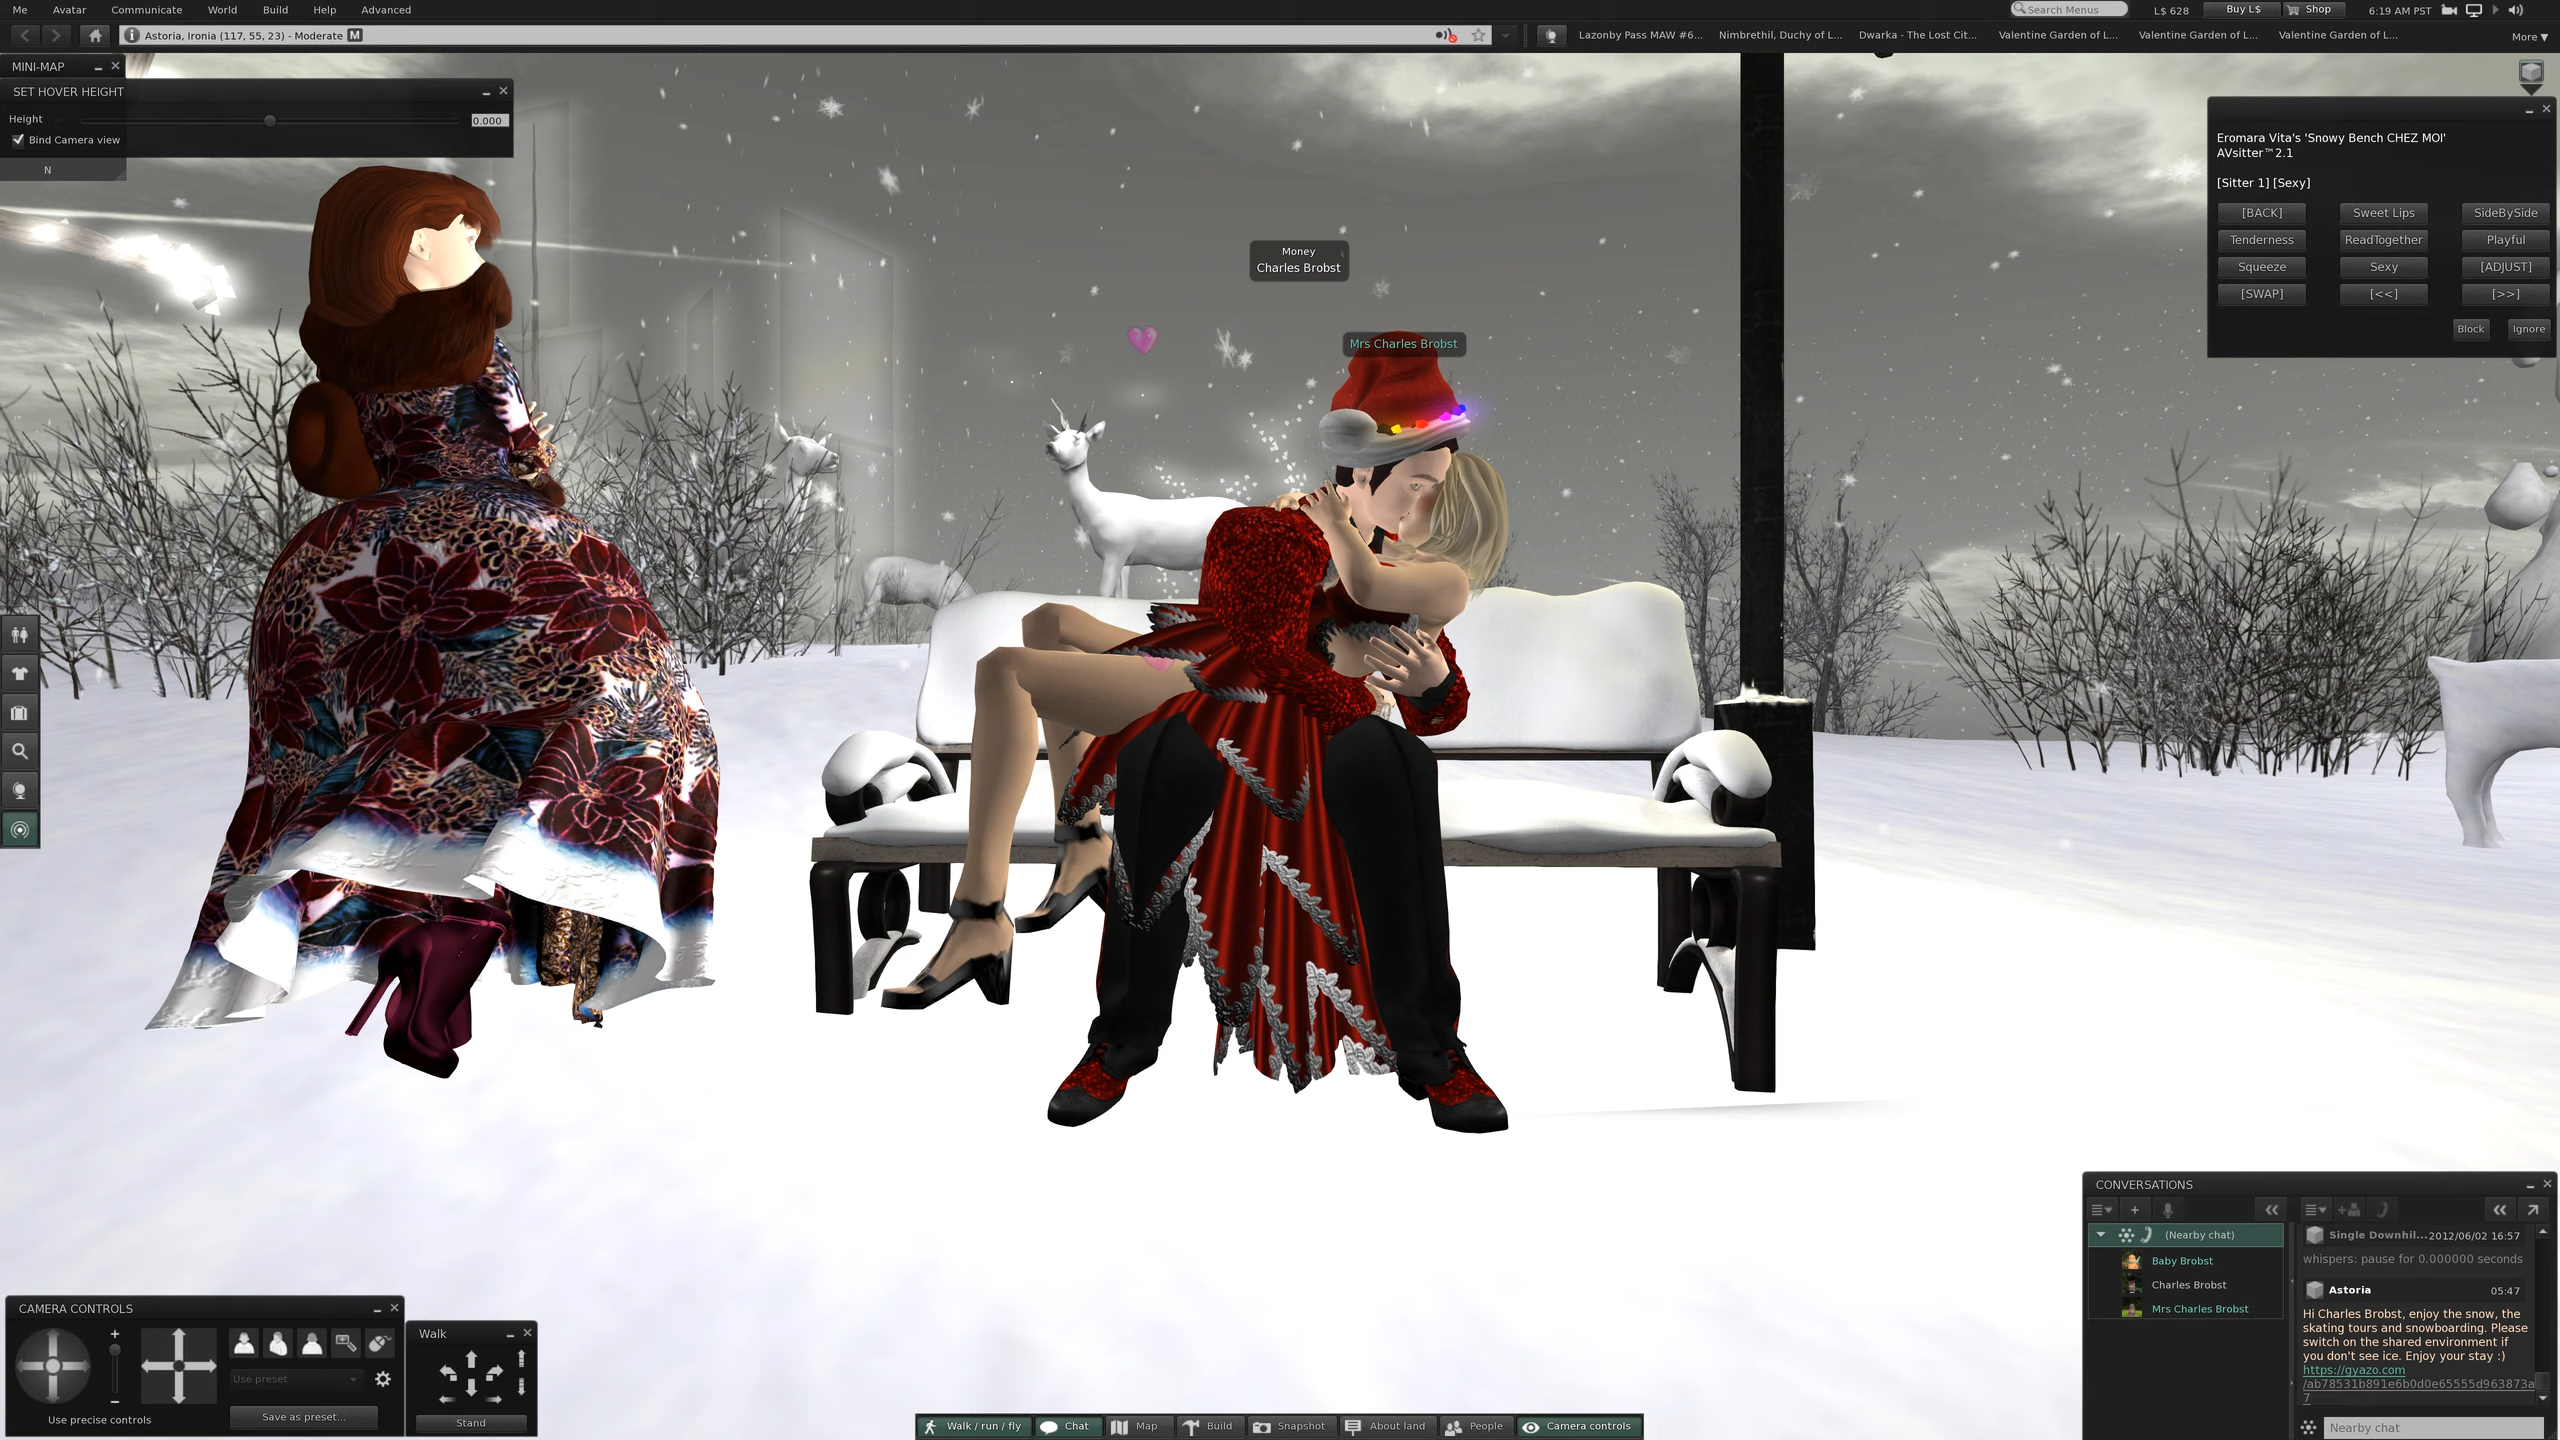 Me Avatar Communicate World Build Help Advanced
Search Menus L$ 628 Buy L$ Shop 6:19 AM PST
Astoria, Ironia (117, 55, 23) - Moderate M
Lazonby Pass MAW #6... Nimbrethil, Duchy of L... Dwarka - The Lost Cit... Valentine Garden of L... Valentine Garden of L... Valentine Garden of L... More
MINI-MAP
SET HOVER HEIGHT
Height 0.000
Bind Camera view
N
Eromara Vita's 'Snowy Bench CHEZ MOI'
AVsitter™2.1
[Sitter 1] [Sexy]
[BACK] Sweet Lips SideBySide
Tenderness ReadTogether Playful
Squeeze Sexy [ADJUST]
[SWAP] [<<] [>>]
Block Ignore
Money
Charles Brobst
Mrs Charles Brobst
CONVERSATIONS
(Nearby chat)
Baby Brobst
Charles Brobst
Mrs Charles Brobst
Single Downhil... 2012/06/02 16:57
whispers: pause for 0.000000 seconds
Astoria 05:47
Hi Charles Brobst, enjoy the snow, the
skating tours and snowboarding. Please
switch on the shared environment if
you don't see ice. Enjoy your stay :)
https://gyazo.com
/ab78531b891e6b0d0e65555d963873a
7
Nearby chat
CAMERA CONTROLS
Use preset
Use precise controls
Save as preset...
Walk
Stand
Walk / run / fly Chat Map Build Snapshot About land People Camera controls